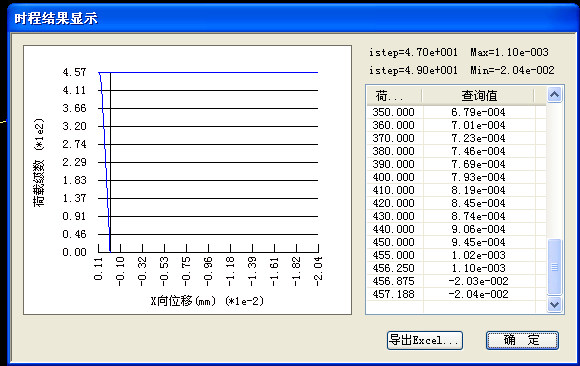 时程结果显示
istep=4.70e+001 Max=1.10e-003
istep=4.90e+001 Min=-2.04e-002
荷载级数 (*1e2)
4.57
4.11
3.66
3.20
2.74
2.29
1.83
1.37
0.91
0.46
0.00
0.11 -0.10 -0.32 -0.53 -0.75 -0.96 -1.18 -1.39 -1.61 -1.82 -2.04
X向位移(mm) (*1e-2)
荷... 查询值
350.000 6.79e-004
360.000 7.01e-004
370.000 7.23e-004
380.000 7.46e-004
390.000 7.69e-004
400.000 7.93e-004
410.000 8.19e-004
420.000 8.45e-004
430.000 8.74e-004
440.000 9.06e-004
450.000 9.45e-004
455.000 1.02e-003
456.250 1.10e-003
456.875 -2.03e-002
457.188 -2.04e-002
导出Excel... 确 定